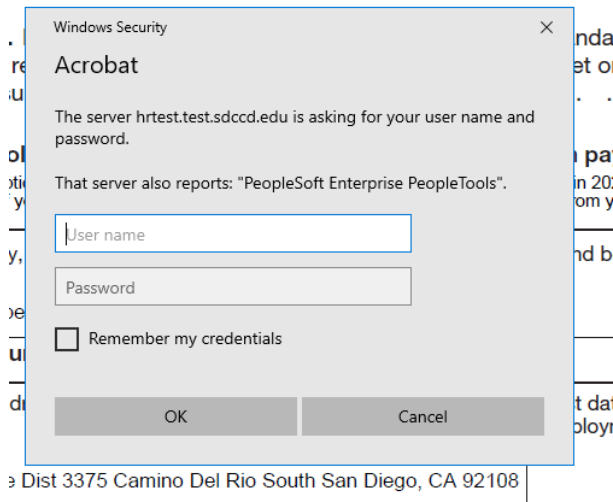 Windows Security
Acrobat
The server hrtest.test.sdccd.edu is asking for your user name and
password.
That server also reports: "PeopleSoft Enterprise PeopleTools".
User name
Password
Remember my credentials
OK
Cancel
Dist 3375 Camino Del Rio South San Diego, CA 92108